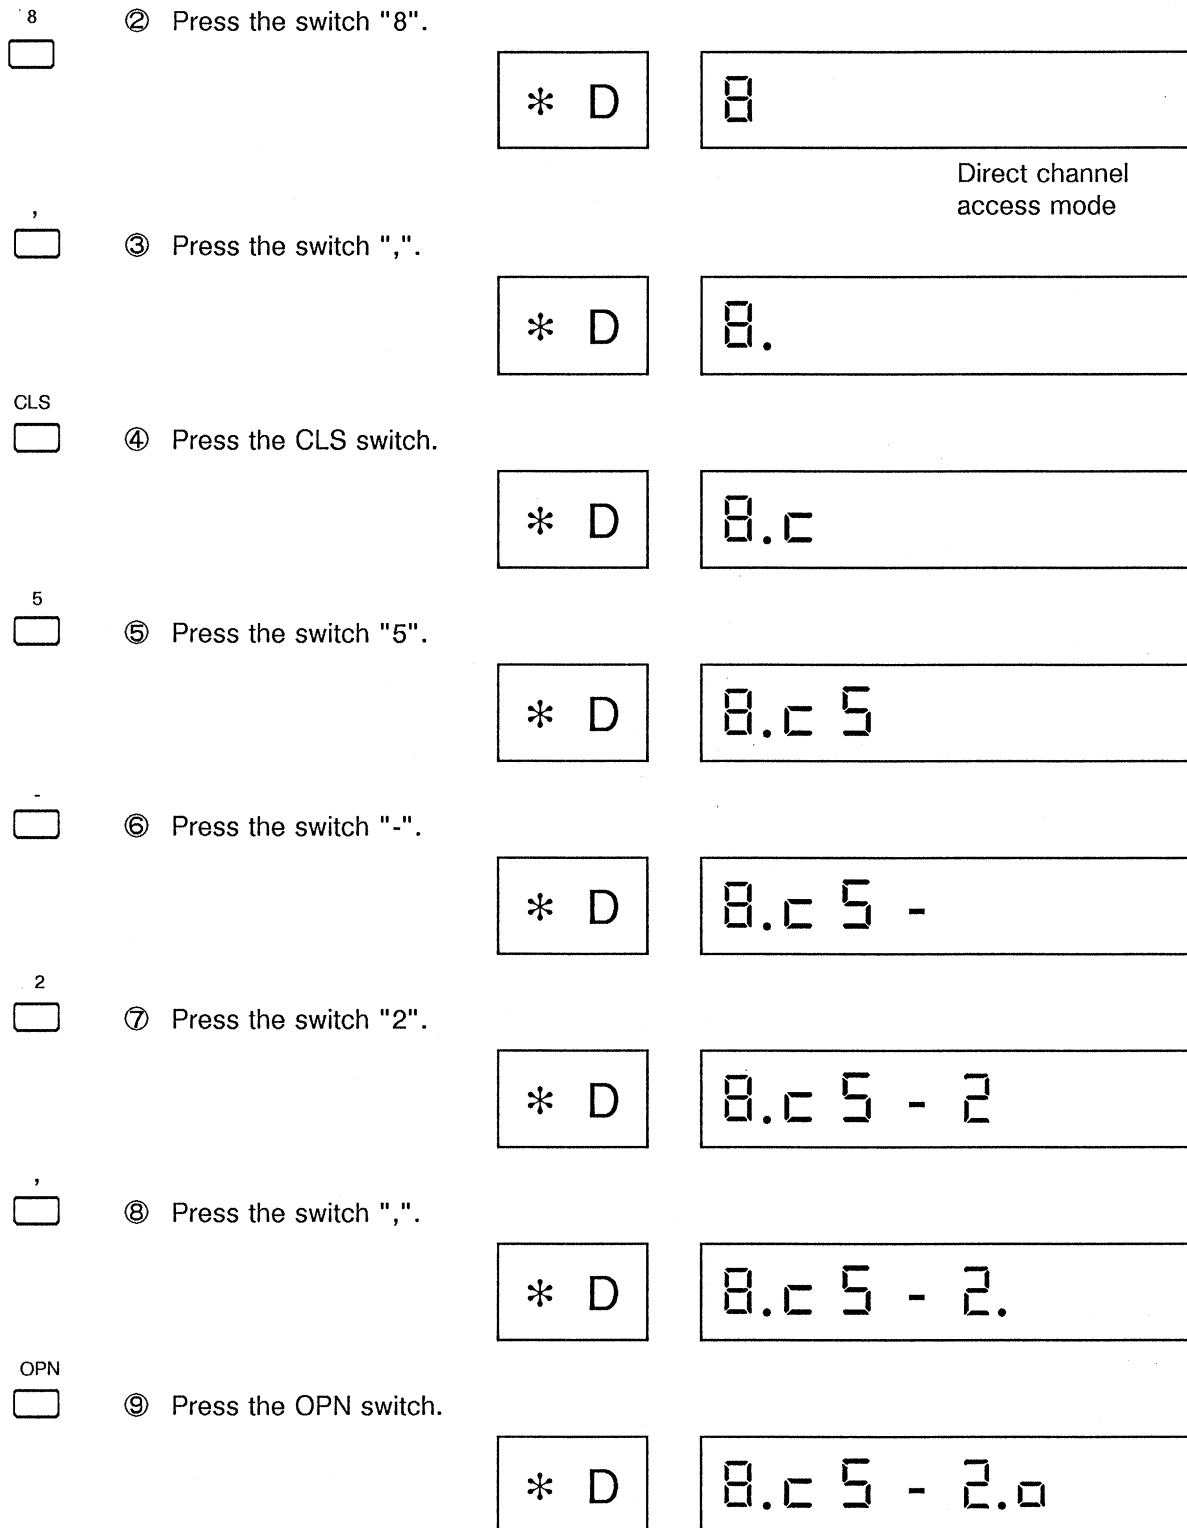 8
② Press the switch "8".
* D
8
Direct channel
access mode
,
③ Press the switch ",".
* D
8.
CLS
④ Press the CLS switch.
* D
8.c
5
⑤ Press the switch "5".
* D
8.c 5
-
⑥ Press the switch "-".
* D
8.c 5 -
2
⑦ Press the switch "2".
* D
8.c 5 - 2
,
⑧ Press the switch ",".
* D
8.c 5 - 2.
OPN
⑨ Press the OPN switch.
* D
8.c 5 - 2.o